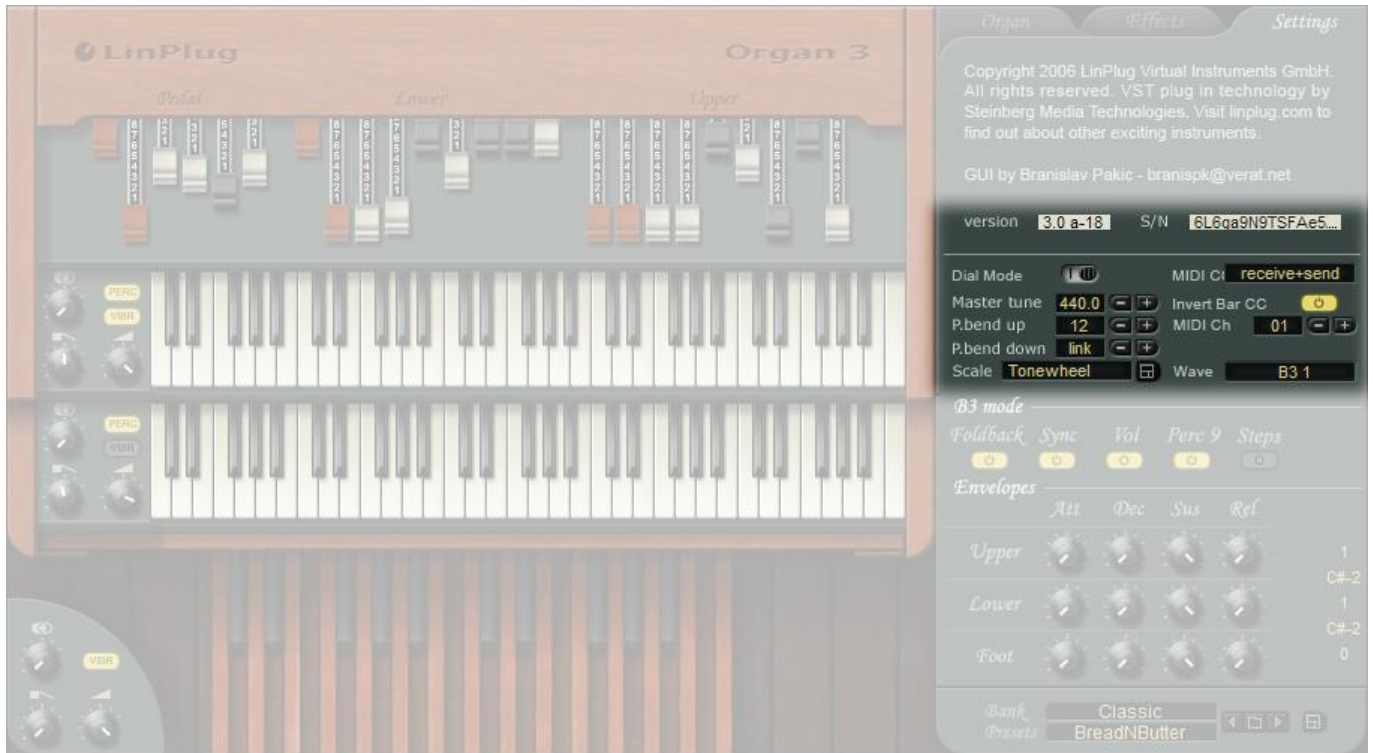 LinPlug
Organ 3
Pedal
Lower
Upper
PERC
VIBR
PERC
VIBR
VIBR
Organ
Effects
Settings
Copyright 2006 LinPlug Virtual Instruments GmbH.
All rights reserved. VST plug in technology by
Steinberg Media Technologies. Visit linplug.com to
find out about other exciting instruments.
GUI by Branislav Pakic - branispk@verat.net
version 3.0 a-18 S/N 6L6qa9N9TSFAe5...
Dial Mode MIDI CC receive+send
Master tune 440.0 - + Invert Bar CC
P.bend up 12 - + MIDI Ch 01 - +
P.bend down link - +
Scale Tonewheel Wave B3 1
B3 mode
Foldback Sync Vol Perc 9 Steps
Envelopes
Att Dec Sus Rel
Upper 1
C#-2
Lower 1
C#-2
Foot 0
Bank Classic
Presets BreadNButter